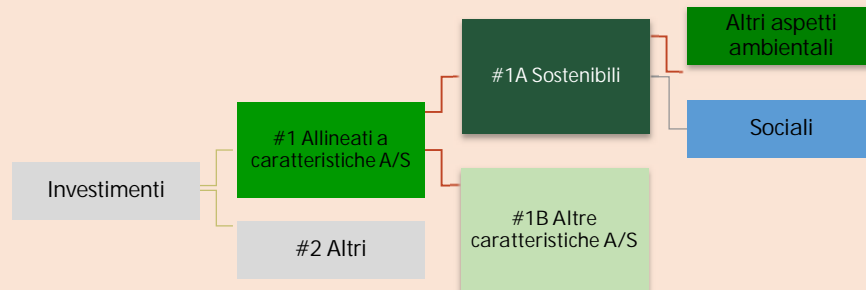 Altri aspetti
ambientali
#1A Sostenibili
Sociali
#1 Allineati a
caratteristiche A/S
Investimenti
#1B Altre
caratteristiche A/S
#2 Altri